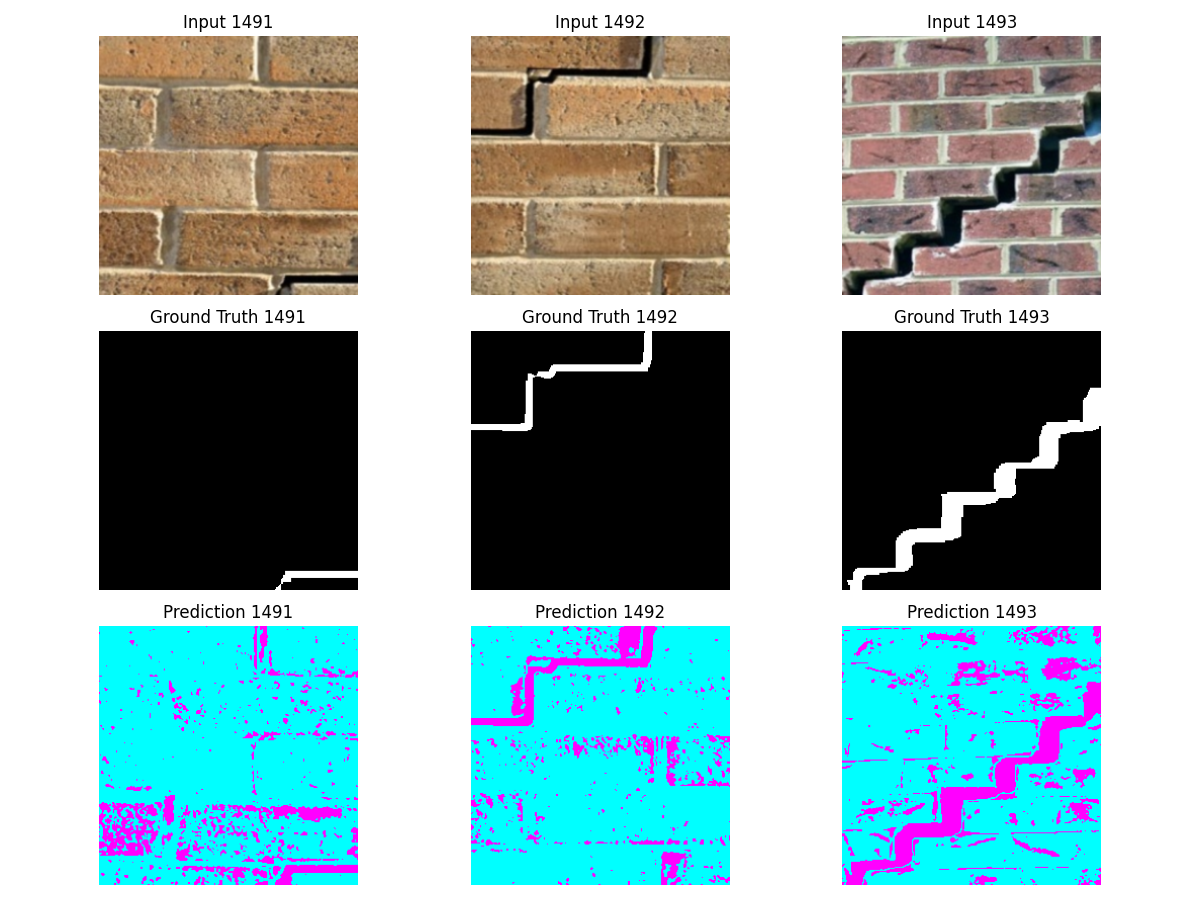 Input 1491
Input 1492
Input 1493
Ground Truth 1491
Ground Truth 1492
Ground Truth 1493
Prediction 1491
Prediction 1492
Prediction 1493